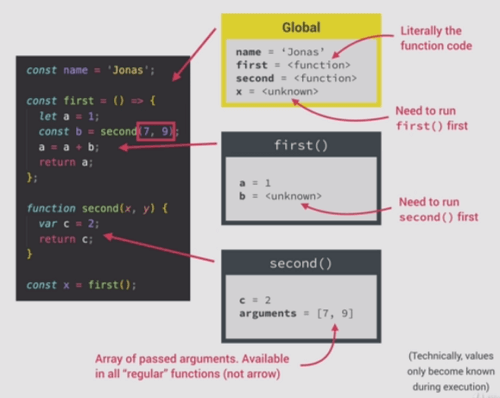 const name = 'Jonas';
const first = () => {
let a = 1;
const b = second(7, 9);
a = a + b;
return a;
};
function second(x, y) {
var c = 2;
return c;
}
const x = first();
Global
name = ‘Jonas’
first = <function>
second = <function>
x = <unknown>
Literally the
function code
Need to run
first() first
first()
a = 1
b = <unknown>
Need to run
second() first
second()
c = 2
arguments = [7, 9]
Array of passed arguments. Available
in all “regular” functions (not arrow)
(Technically, values
only become known
during execution)